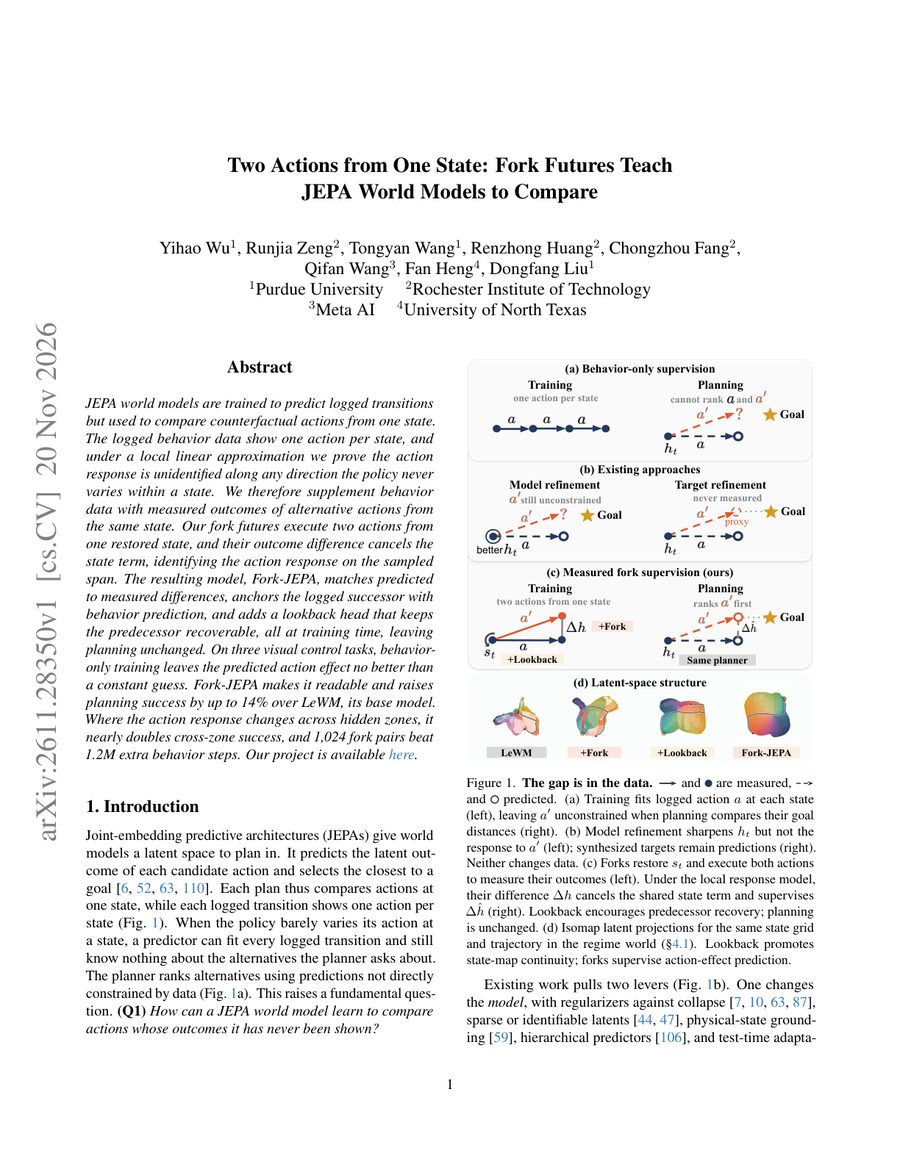 arXiv:2611.28350v1 [cs.CV] 20 Nov 2026
Two Actions from One State: Fork Futures Teach
JEPA World Models to Compare
Yihao Wu1, Runjia Zeng2, Tongyan Wang1, Renzhong Huang2, Chongzhou Fang2,
Qifan Wang3, Fan Heng4, Dongfang Liu1
1Purdue University 2Rochester Institute of Technology
3Meta AI 4University of North Texas
Abstract
JEPA world models are trained to predict logged transitions
but used to compare counterfactual actions from one state.
The logged behavior data show one action per state, and
under a local linear approximation we prove the action
response is unidentified along any direction the policy never
varies within a state. We therefore supplement behavior
data with measured outcomes of alternative actions from
the same state. Our fork futures execute two actions from
one restored state, and their outcome difference cancels the
state term, identifying the action response on the sampled
span. The resulting model, Fork-JEPA, matches predicted
to measured differences, anchors the logged successor with
behavior prediction, and adds a lookback head that keeps
the predecessor recoverable, all at training time, leaving
planning unchanged. On three visual control tasks, behavior-
only training leaves the predicted action effect no better than
a constant guess. Fork-JEPA makes it readable and raises
planning success by up to 14% over LeWM, its base model.
Where the action response changes across hidden zones, it
nearly doubles cross-zone success, and 1,024 fork pairs beat
1.2M extra behavior steps. Our project is available here.
1. Introduction
Joint-embedding predictive architectures (JEPAs) give world
models a latent space to plan in. It predicts the latent out-
come of each candidate action and selects the closest to a
goal [6, 52, 63, 110]. Each plan thus compares actions at
one state, while each logged transition shows one action per
state (Fig. 1). When the policy barely varies its action at
a state, a predictor can fit every logged transition and still
know nothing about the alternatives the planner asks about.
The planner ranks alternatives using predictions not directly
constrained by data (Fig. 1a). This raises a fundamental ques-
tion. (Q1) How can a JEPA world model learn to compare
actions whose outcomes it has never been shown?
(a) Behavior-only supervision
Training
one action per state
a a a
Planning
cannot rank a and a′
a′ ? Goal
ht a
(b) Existing approaches
Model refinement
a′ still unconstrained
a′ ? Goal
better ht a
Target refinement
never measured
a′ Goal
proxy
ht a
(c) Measured fork supervision (ours)
Training
two actions from one state
a′
Δh +Fork
st a
+Lookback
Planning
ranks a′ first
a′ Goal
Δĥ
ht a
Same planner
(d) Latent-space structure
LeWM +Fork +Lookback Fork-JEPA
Figure 1. The gap is in the data. → and ● are measured, ⇢
and ○ predicted. (a) Training fits logged action a at each state
(left), leaving a′ unconstrained when planning compares their goal
distances (right). (b) Model refinement sharpens ht but not the
response to a′ (left); synthesized targets remain predictions (right).
Neither changes data. (c) Forks restore st and execute both actions
to measure their outcomes (left). Under the local response model,
their difference Δh cancels the shared state term and supervises
Δĥ (right). Lookback encourages predecessor recovery; planning
is unchanged. (d) Isomap latent projections for the same state grid
and trajectory in the regime world (§4.1). Lookback promotes
state-map continuity; forks supervise action-effect prediction.
Existing work pulls two levers (Fig. 1b). One changes
the model, with regularizers against collapse [7, 10, 63, 87],
sparse or identifiable latents [44, 47], physical-state ground-
ing [59], hierarchical predictors [106], and test-time adapta-
1